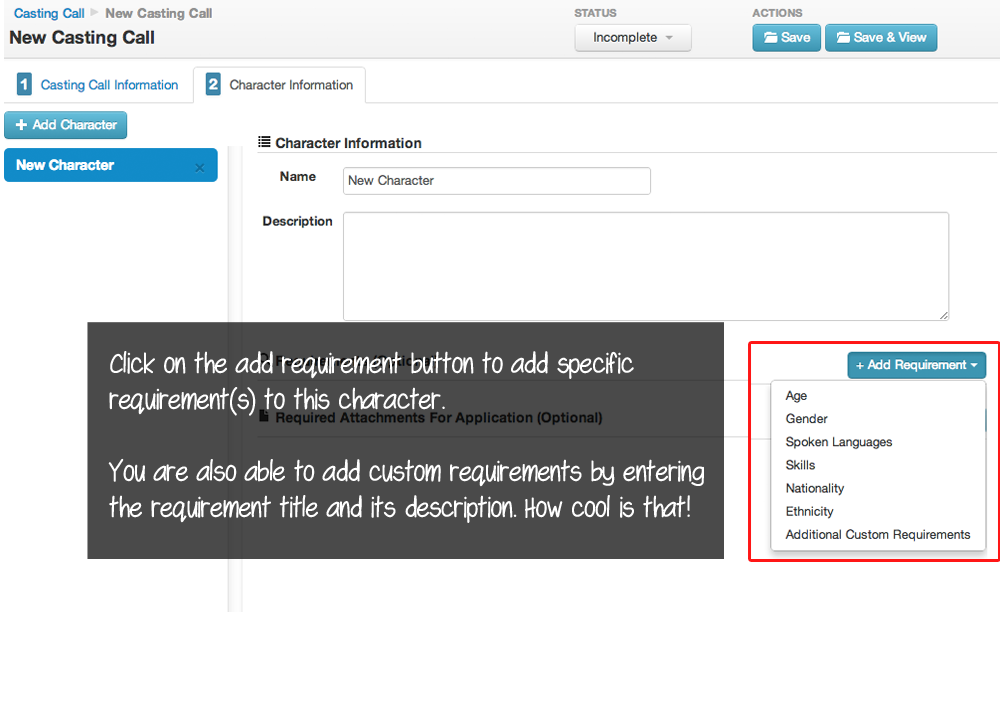 Casting Call New Casting Call
New Casting Call
STATUS
Incomplete
ACTIONS
Save
Save & View
1 Casting Call Information
2 Character Information
+ Add Character
New Character ×
Character Information
Name
New Character
Description
Click on the add requirement button to add specific
requirement(s) to this character.
Required Attachments For Application (Optional)
You are also able to add custom requirements by entering
the requirement title and its description. How cool is that!
+ Add Requirement
Age
Gender
Spoken Languages
Skills
Nationality
Ethnicity
Additional Custom Requirements